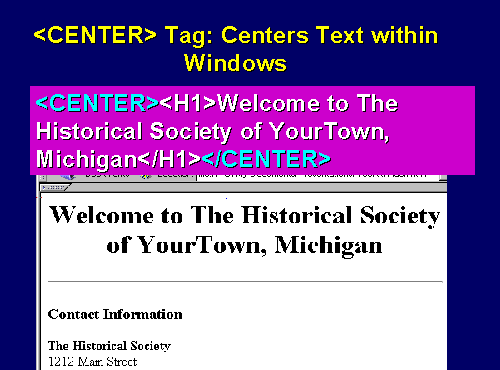 <CENTER> Tag: Centers Text within
Windows
<CENTER><H1>Welcome to The
Historical Society of YourTown,
Michigan</H1></CENTER>
Welcome to The Historical Society
of YourTown, Michigan
Contact Information
The Historical Society
1212 Main Street